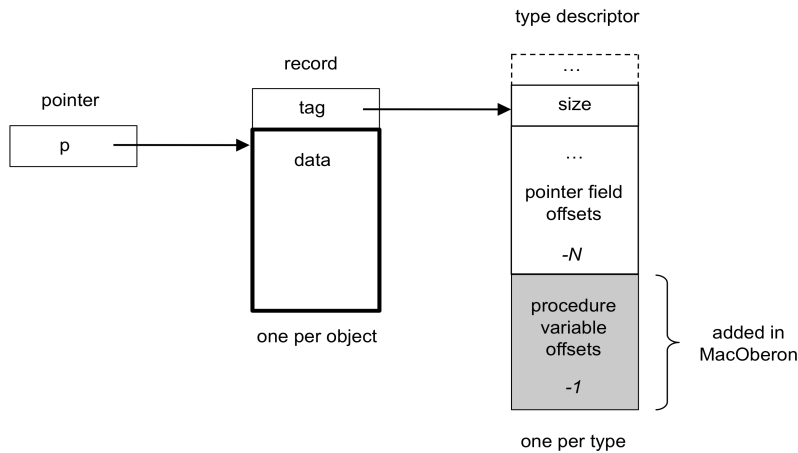 type descriptor
record
pointer
...
tag
size
p
data
...
pointer field
offsets
-N
procedure
variable
offsets
-1
added in
MacOberon
one per object
one per type